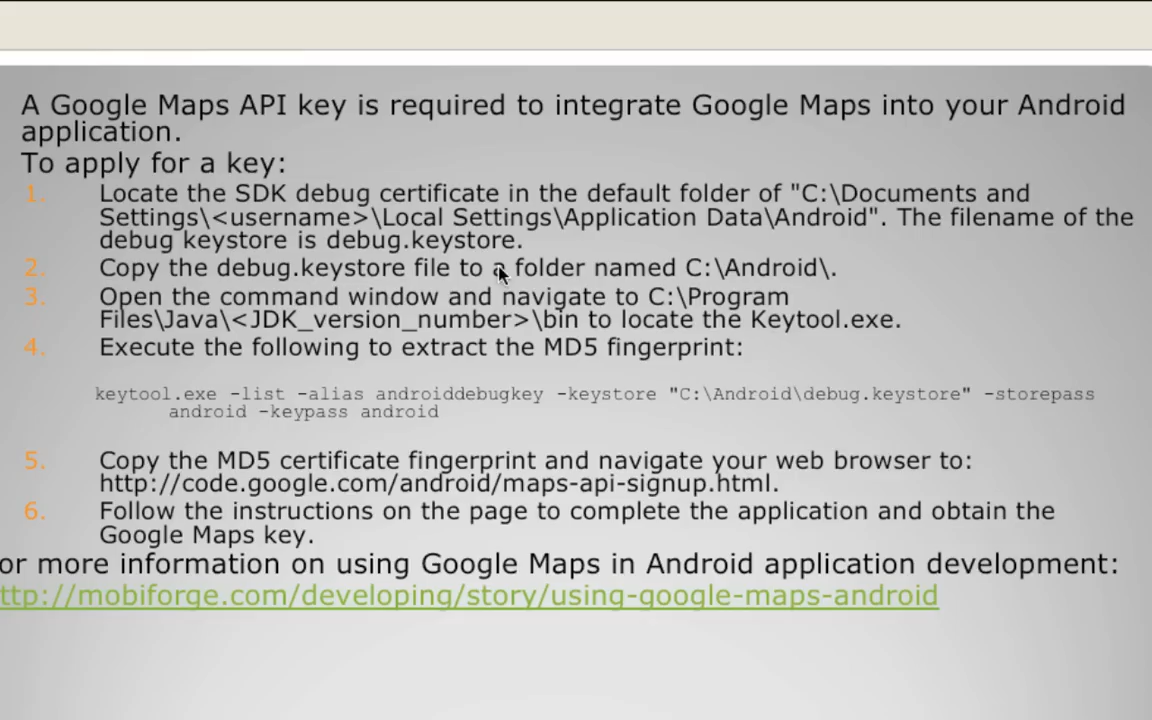 A Google Maps API key is required to integrate Google Maps into your Android
application.
To apply for a key:
1. Locate the SDK debug certificate in the default folder of "C:\Documents and
Settings\<username>\Local Settings\Application Data\Android". The filename of the
debug keystore is debug.keystore.
2. Copy the debug.keystore file to a folder named C:\Android\.
3. Open the command window and navigate to C:\Program
Files\Java\<JDK_version_number>\bin to locate the Keytool.exe.
4. Execute the following to extract the MD5 fingerprint:
keytool.exe -list -alias androiddebugkey -keystore "C:\Android\debug.keystore" -storepass
android -keypass android
5. Copy the MD5 certificate fingerprint and navigate your web browser to:
http://code.google.com/android/maps-api-signup.html.
6. Follow the instructions on the page to complete the application and obtain the
Google Maps key.
or more information on using Google Maps in Android application development:
ttp://mobiforge.com/developing/story/using-google-maps-android